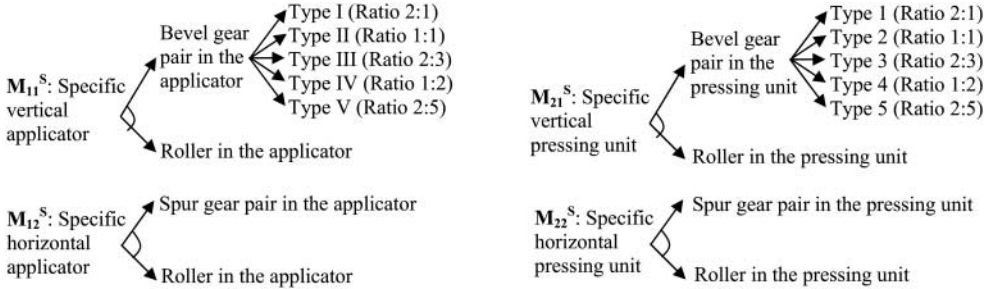 Bevel gear
pair in the
applicator
Type I (Ratio 2:1)
Type II (Ratio 1:1)
Type III (Ratio 2:3)
Type IV (Ratio 1:2)
Type V (Ratio 2:5)
M₁₁ˢ: Specific
vertical
applicator
Roller in the applicator
M₁₂ˢ: Specific
horizontal
applicator
Spur gear pair in the applicator
Roller in the applicator
Bevel gear
pair in the
pressing unit
Type 1 (Ratio 2:1)
Type 2 (Ratio 1:1)
Type 3 (Ratio 2:3)
Type 4 (Ratio 1:2)
Type 5 (Ratio 2:5)
M₂₁ˢ: Specific
vertical
pressing unit
Roller in the pressing unit
M₂₂ˢ: Specific
horizontal
pressing unit
Spur gear pair in the pressing unit
Roller in the pressing unit